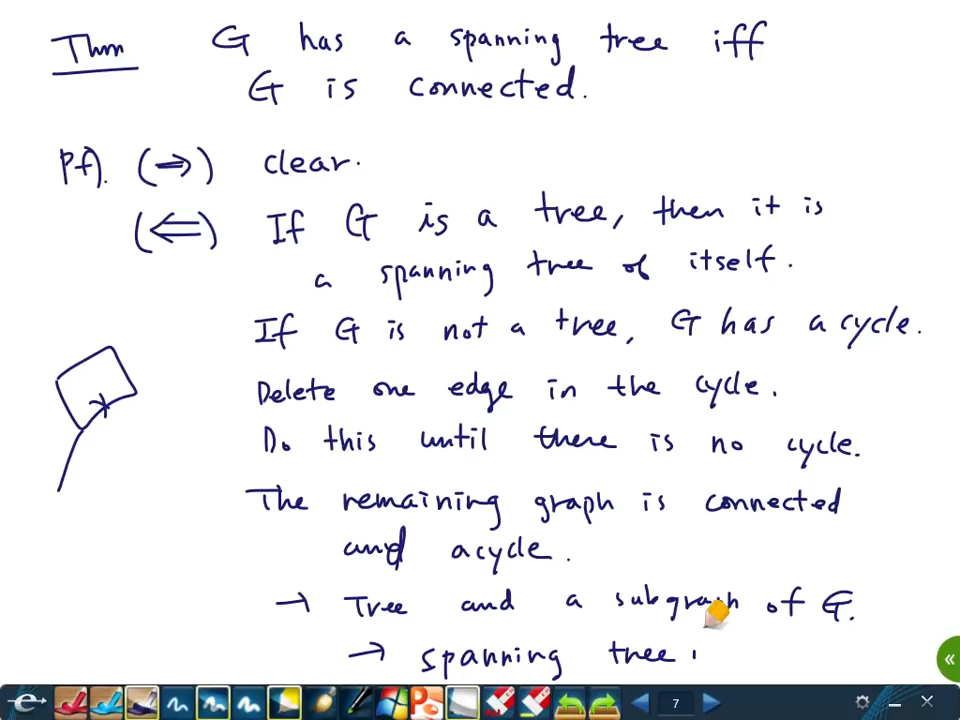 Thm G has a spanning tree iff
G is connected.
Pf). (⇒) clear.
(⇐) If G is a tree, then it is
a spanning tree of itself.
If G is not a tree, G has a cycle.
Delete one edge in the cycle.
Do this until there is no cycle.
The remaining graph is connected
and acycle.
→ Tree and a subgraph of G.
→ spanning tree.
7